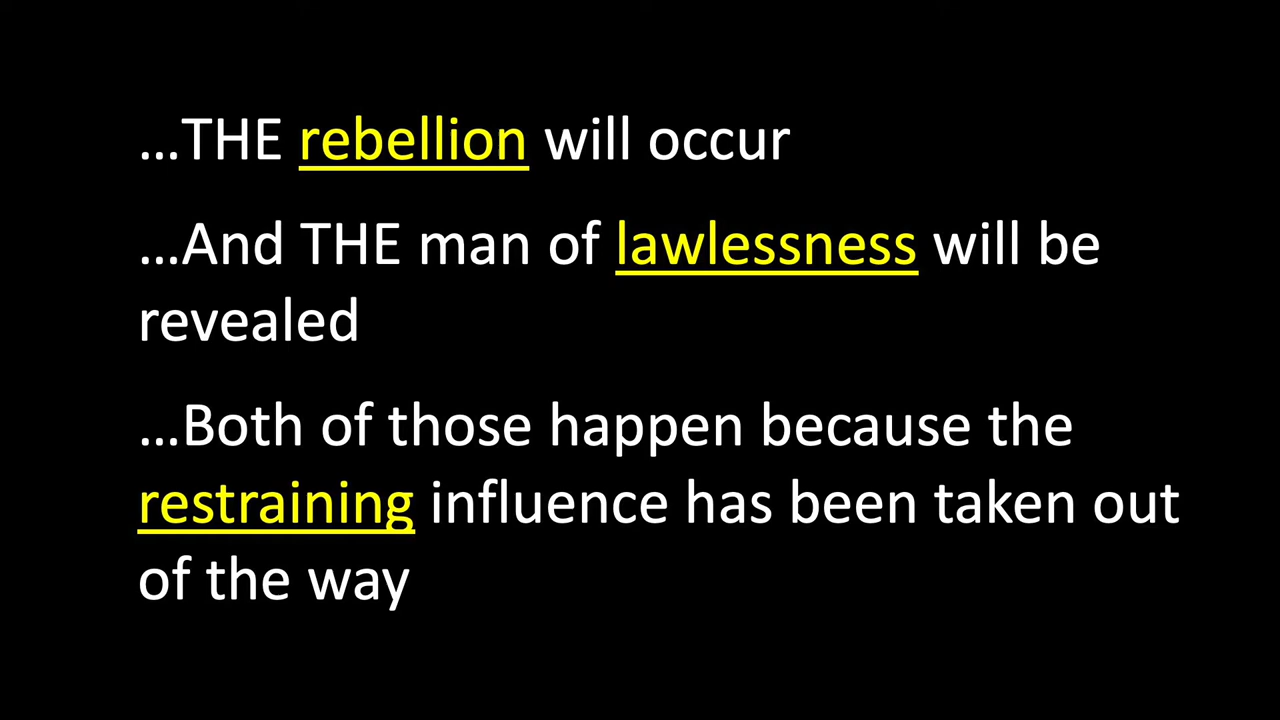 …THE rebellion will occur
…And THE man of lawlessness will be
revealed
…Both of those happen because the
restraining influence has been taken out
of the way